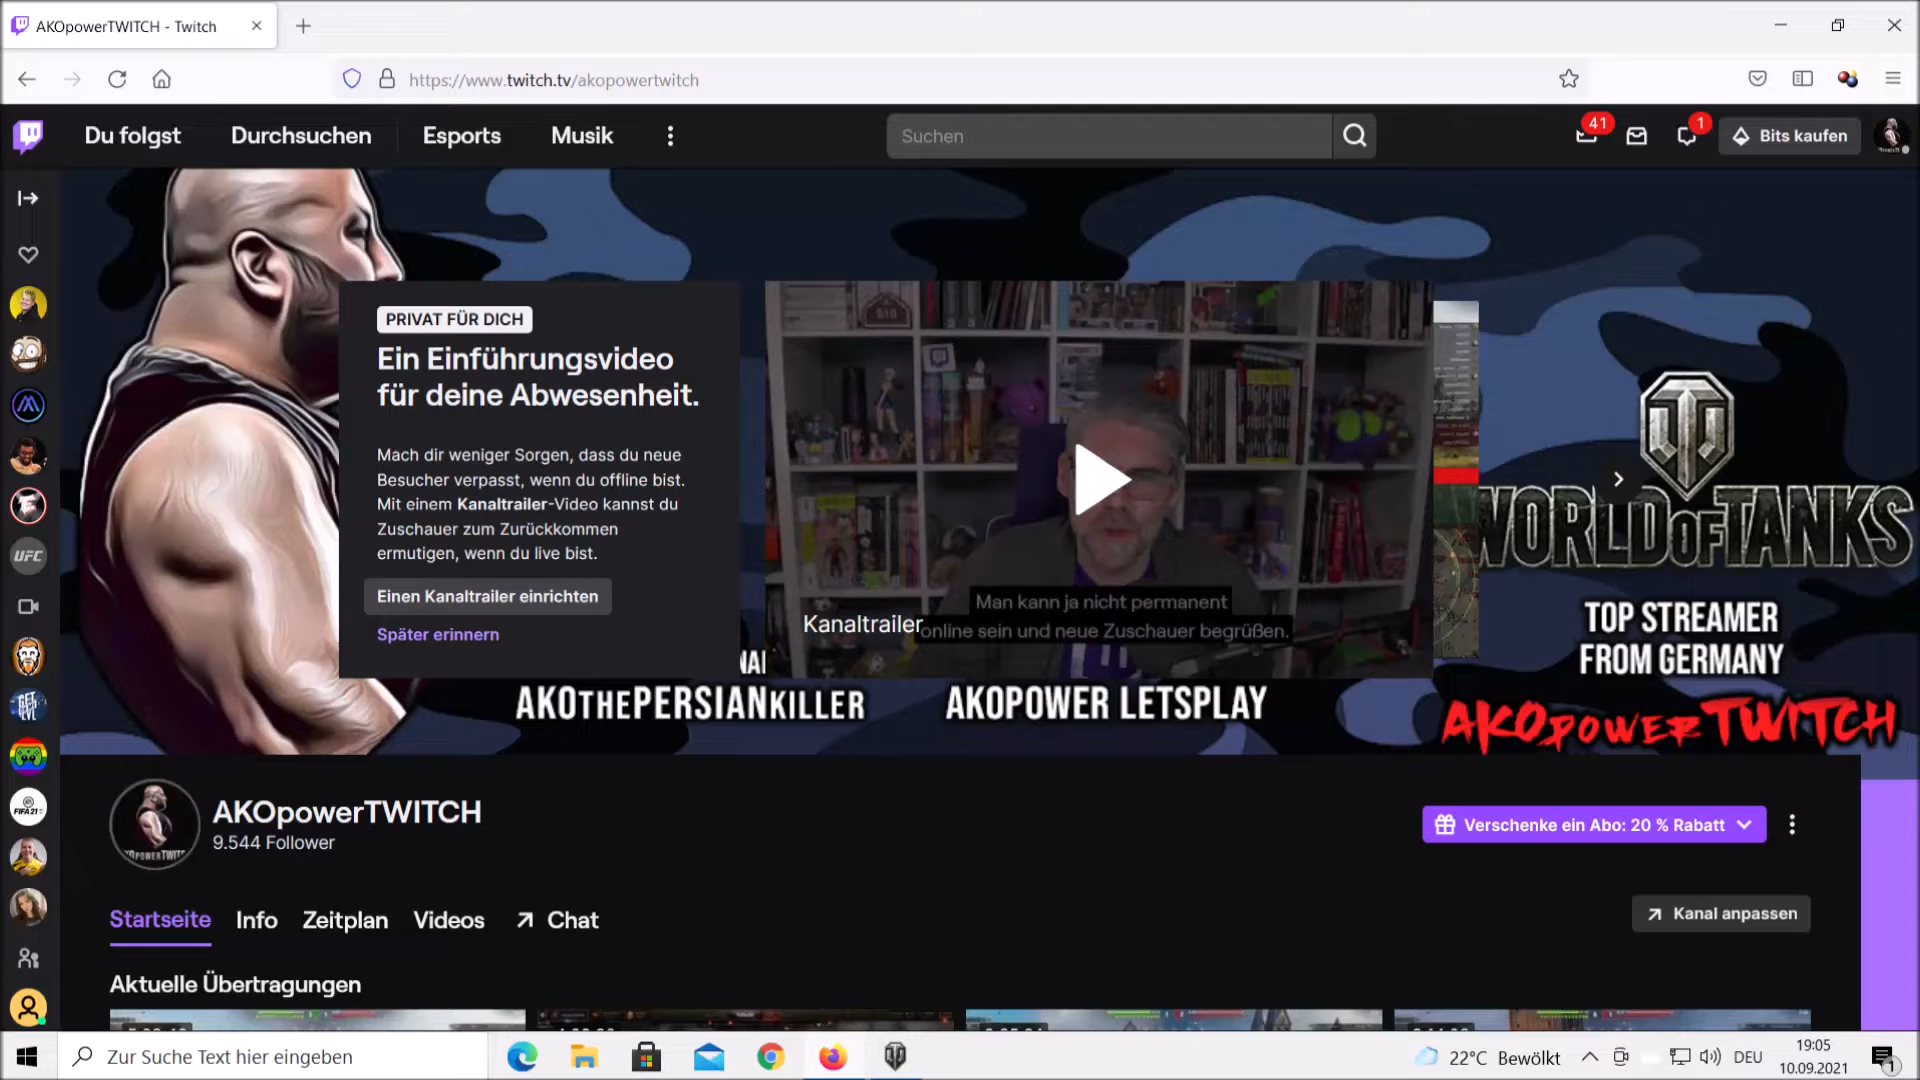 AKOpowerTWITCH - Twitch
https://www.twitch.tv/akopowertwitch
Du folgst
Durchsuchen
Esports
Musik
Suchen
41
1
Bits kaufen
PRIVAT FÜR DICH
Ein Einführungsvideo
für deine Abwesenheit.
Mach dir weniger Sorgen, dass du neue
Besucher verpasst, wenn du offline bist.
Mit einem Kanaltrailer-Video kannst du
Zuschauer zum Zurückkommen
ermutigen, wenn du live bist.
Einen Kanaltrailer einrichten
Später erinnern
Man kann ja nicht permanent
online sein und neue Zuschauer begrüßen.
Kanaltrailer
WORLD OF TANKS
TOP STREAMER
FROM GERMANY
AKOpowerTWITCH
AKOTHEPERSIANKILLER
AKOPOWER LETSPLAY
UFC
FIFA 21
AKOpowerTWITCH
9.544 Follower
Verschenke ein Abo: 20 % Rabatt
Startseite
Info
Zeitplan
Videos
Chat
Kanal anpassen
Aktuelle Übertragungen
Zur Suche Text hier eingeben
22°C Bewölkt
DEU
19:05
10.09.2021
1